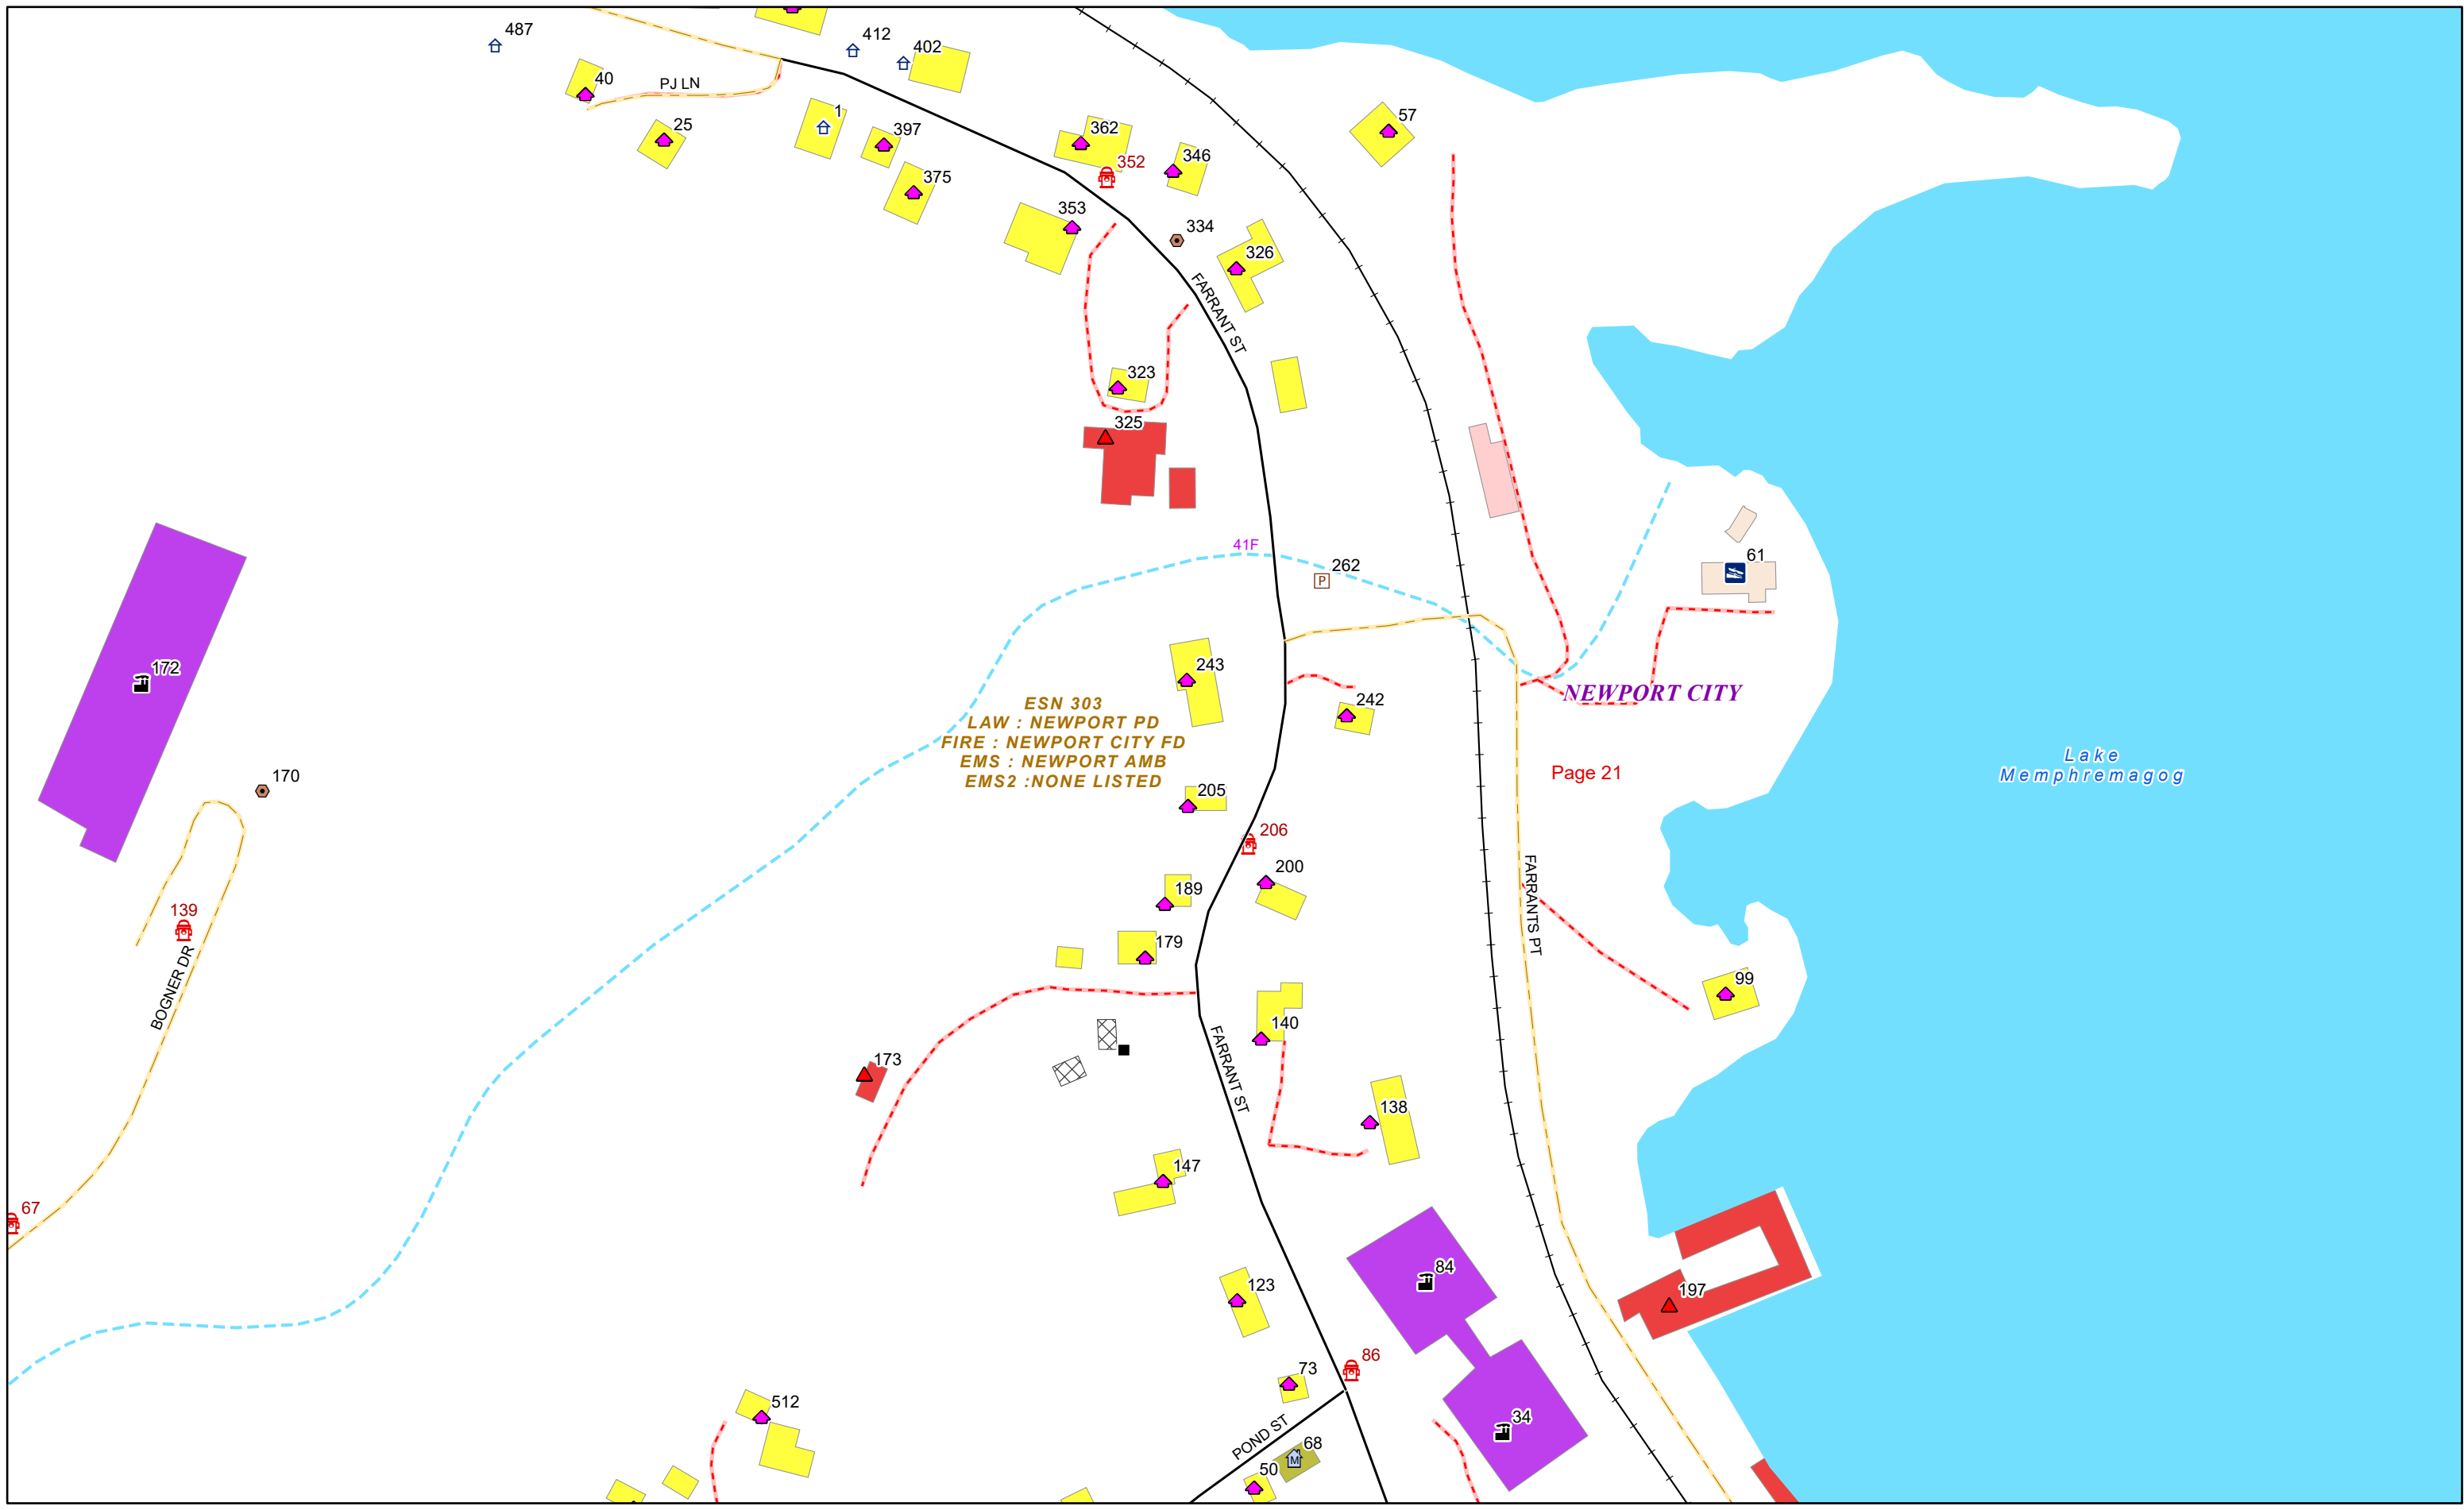 487
412
402
40
PJ LN
1
57
25
397
362
352
346
375
353
334
326
FARRANT ST
323
325
41F
262
61
172
243
NEWPORT CITY
242
ESN 303
LAW : NEWPORT PD
FIRE : NEWPORT CITY FD
EMS : NEWPORT AMB
EMS2 :NONE LISTED
Lake
Memphremagog
Page 21
170
205
206
200
189
139
FARRANTS PT
179
BOGNER DR
99
140
FARRANT ST
173
138
147
67
84
123
197
86
73
512
34
POND ST
68
M
50
P